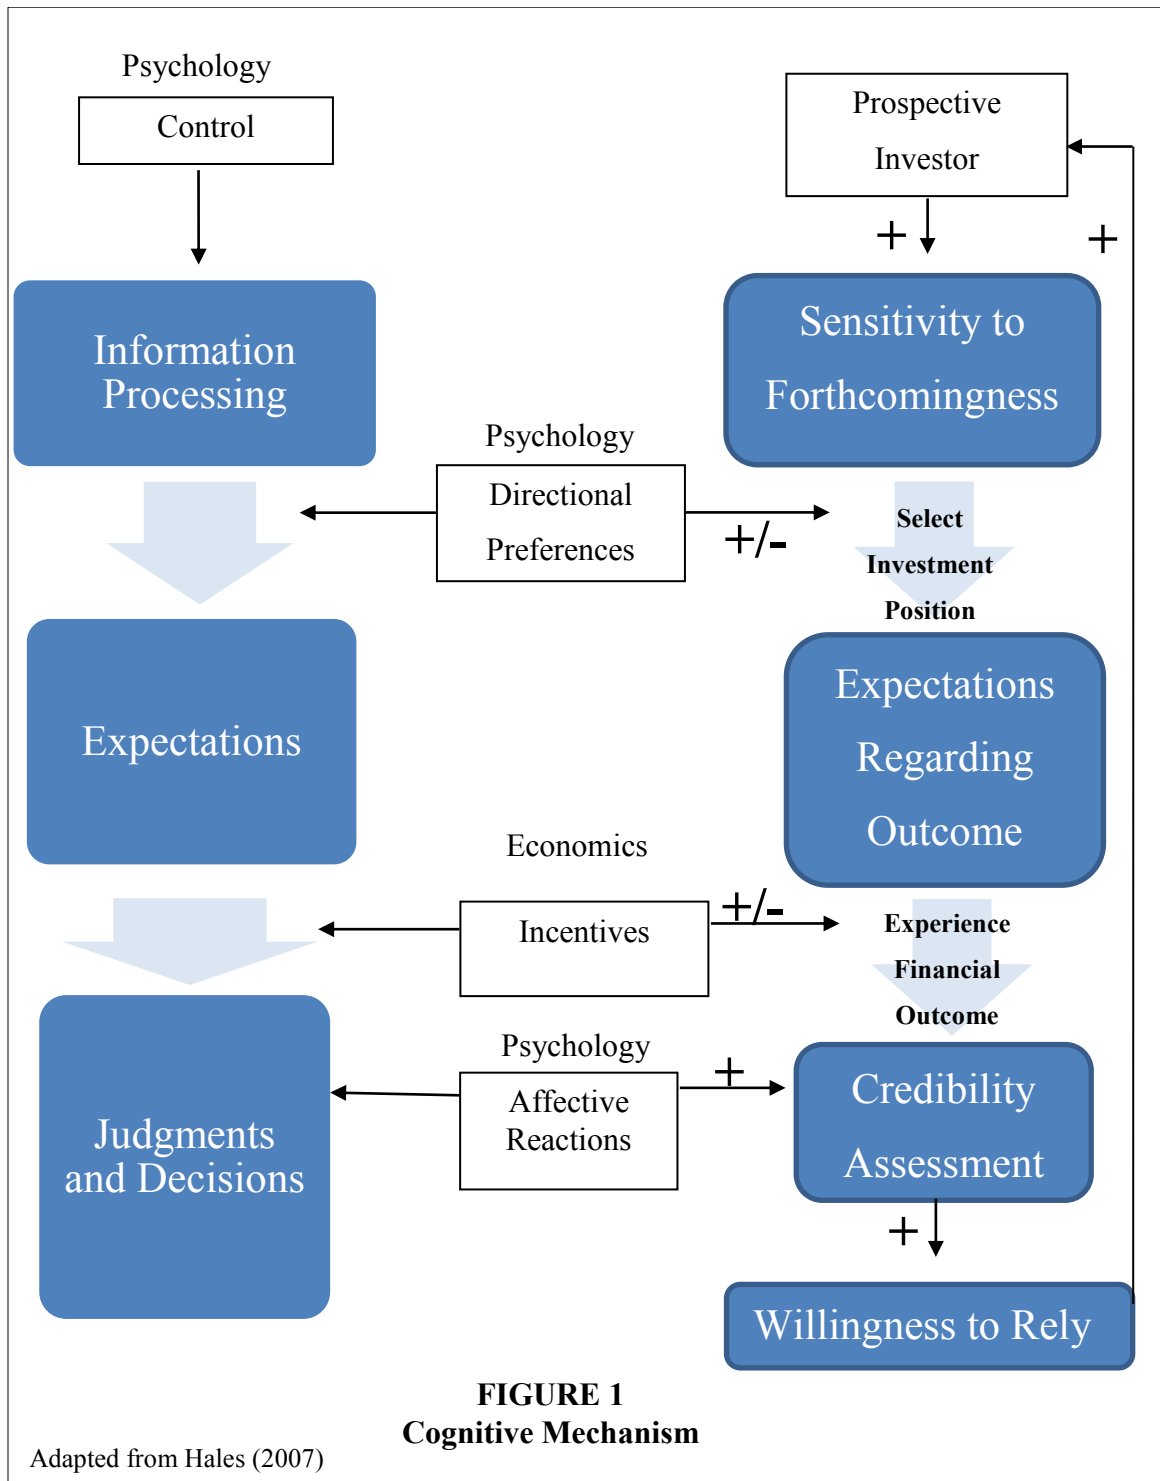 Psychology
Control
Prospective
Investor
+
+
Information
Processing
Sensitivity to
Forthcomingness
Psychology
Directional
Preferences
+/-
Select
Investment
Position
Expectations
Expectations
Regarding
Outcome
Economics
Incentives
+/-
Experience
Financial
Outcome
Psychology
Affective
Reactions
+
Judgments
and Decisions
Credibility
Assessment
+
Willingness to Rely
FIGURE 1
Cognitive Mechanism
Adapted from Hales (2007)